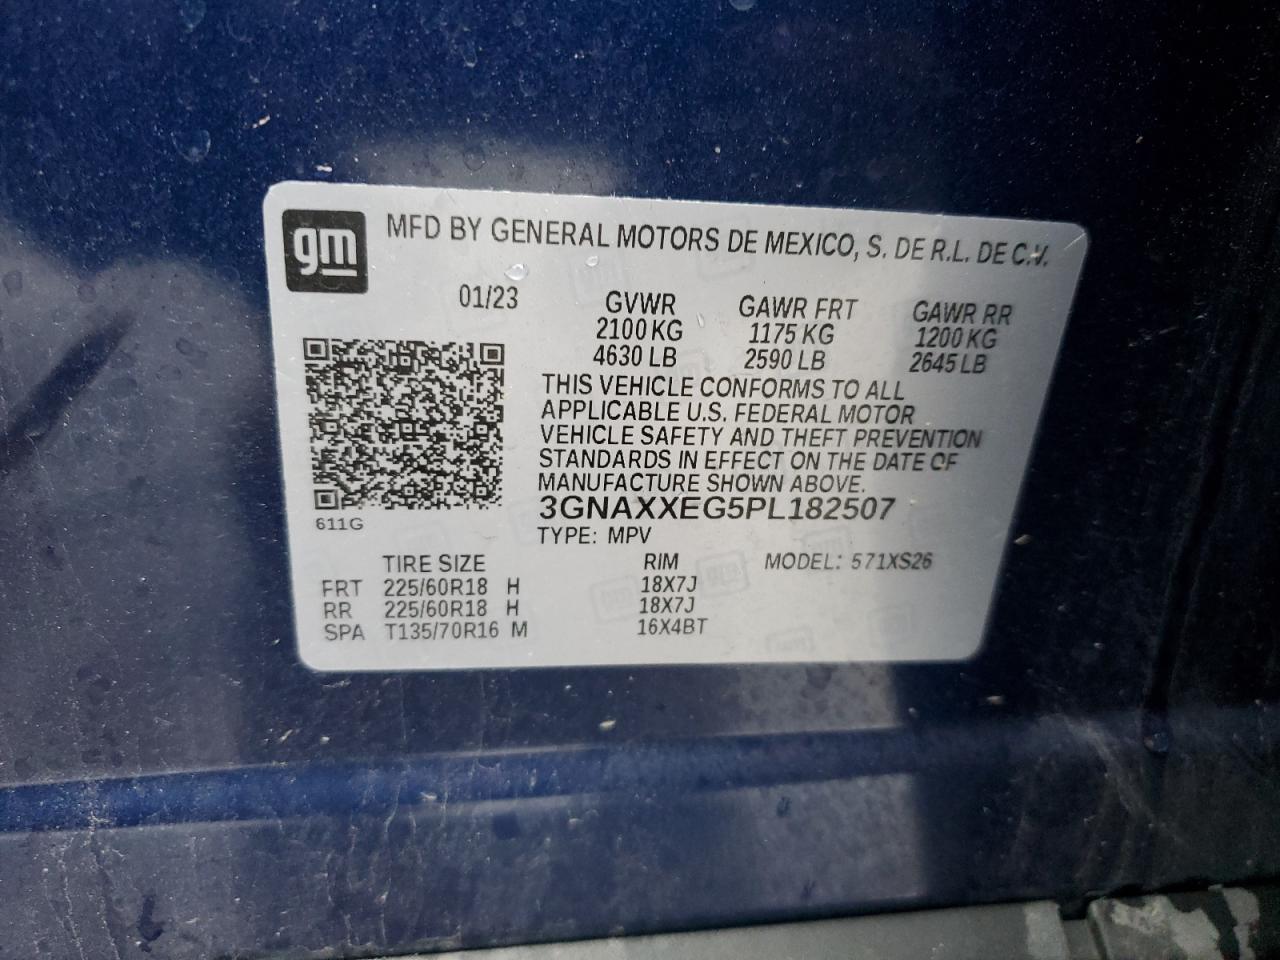 gm
MFD BY GENERAL MOTORS DE MEXICO, S. DE R.L. DE C.V.
01/23
GVWR GAWR FRT GAWR RR
2100 KG 1175 KG 1200 KG
4630 LB 2590 LB 2645 LB
THIS VEHICLE CONFORMS TO ALL
APPLICABLE U.S. FEDERAL MOTOR
VEHICLE SAFETY AND THEFT PREVENTION
STANDARDS IN EFFECT ON THE DATE OF
MANUFACTURE SHOWN ABOVE.
3GNAXXEG5PL182507
611G
TYPE: MPV
TIRE SIZE RIM MODEL: 571XS26
FRT 225/60R18 H 18X7J
RR 225/60R18 H 18X7J
SPA T135/70R16 M 16X4BT